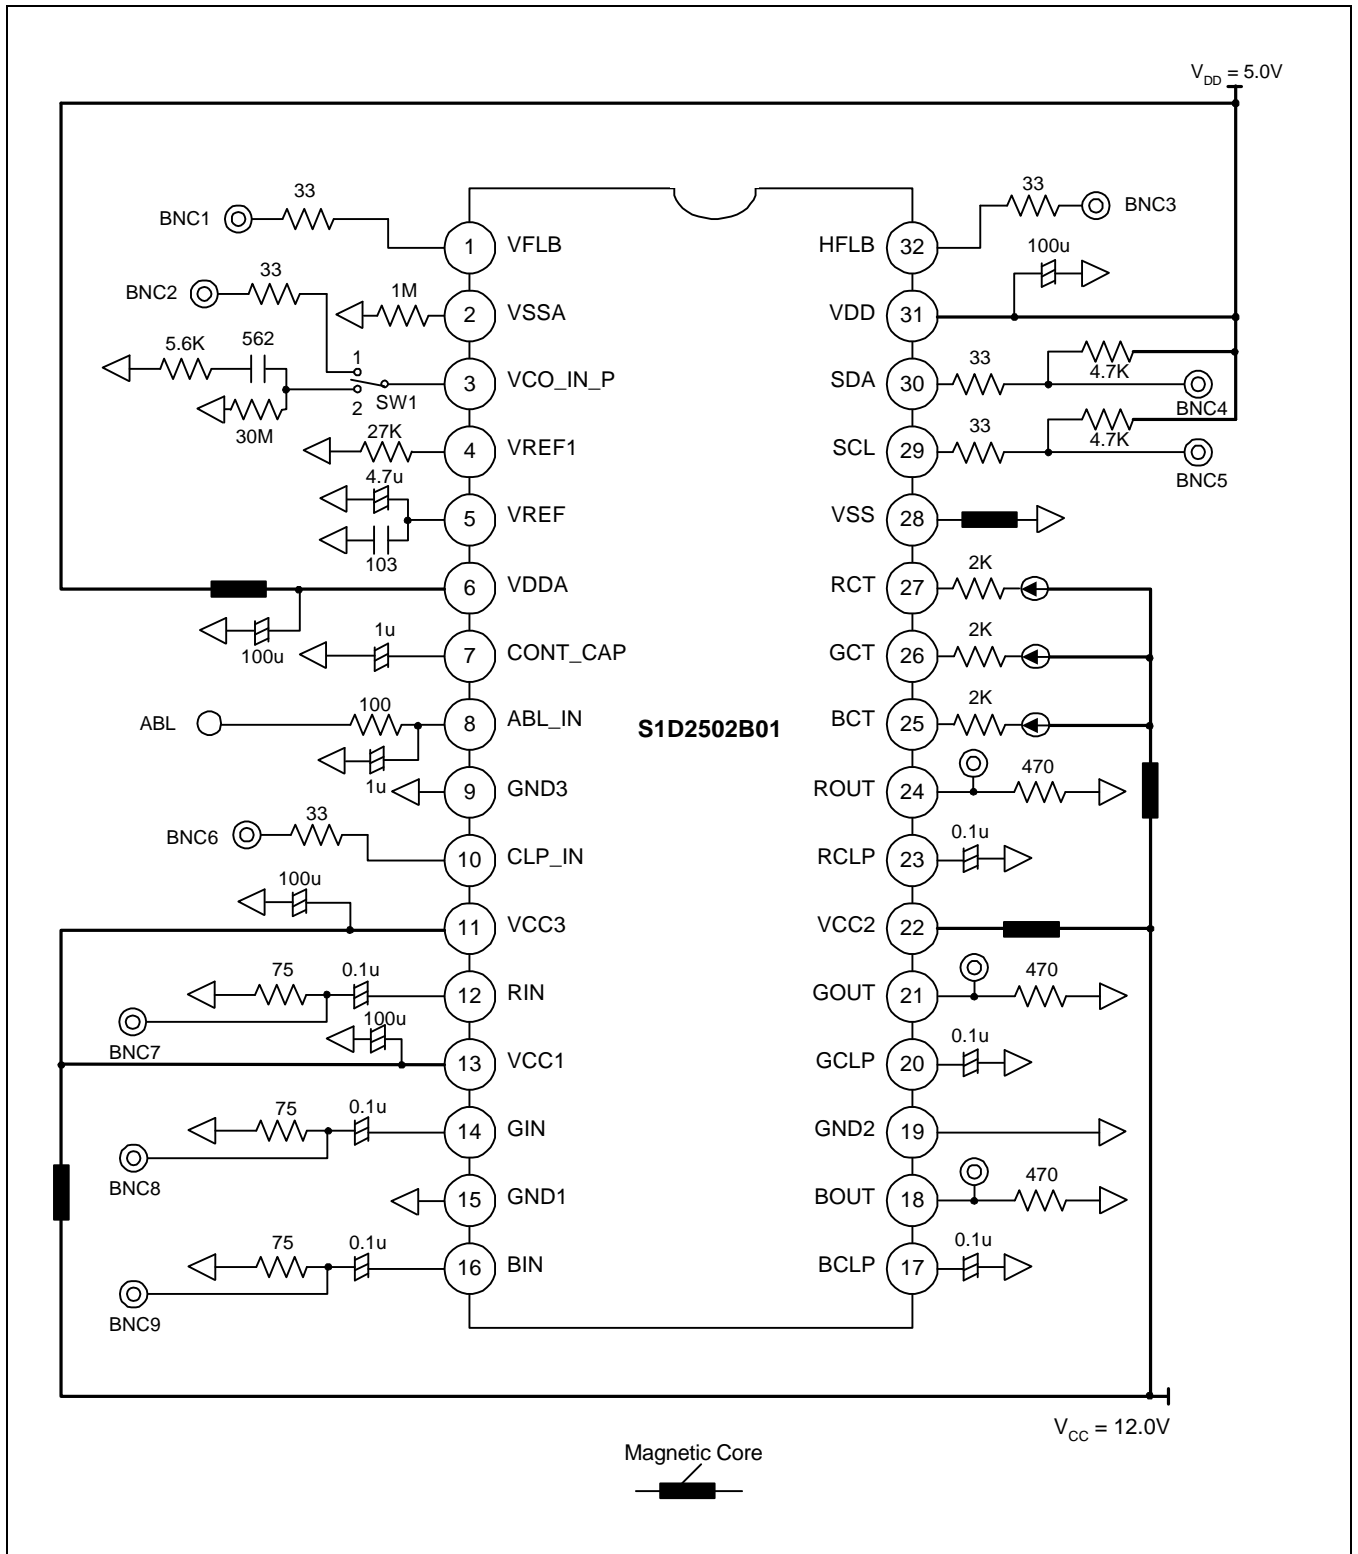 V_DD = 5.0V
33
BNC1
1
VFLB
33
BNC2
1M
2
VSSA
5.6K
562
1
2
SW1
3
VCO_IN_P
30M
27K
4
VREF1
4.7u
5
VREF
103
6
VDDA
100u
1u
7
CONT_CAP
ABL
100
8
ABL_IN
1u
9
GND3
BNC6
33
10
CLP_IN
100u
11
VCC3
75
0.1u
12
RIN
BNC7
100u
13
VCC1
75
0.1u
14
GIN
BNC8
15
GND1
75
0.1u
16
BIN
BNC9
S1D2502B01
33
BNC3
HFLB
32
100u
VDD
31
SDA
30
33
4.7K
BNC4
SCL
29
33
4.7K
BNC5
VSS
28
RCT
27
2K
GCT
26
2K
BCT
25
2K
ROUT
24
470
RCLP
23
0.1u
VCC2
22
GOUT
21
470
GCLP
20
0.1u
GND2
19
BOUT
18
470
BCLP
17
0.1u
V_CC = 12.0V
Magnetic Core